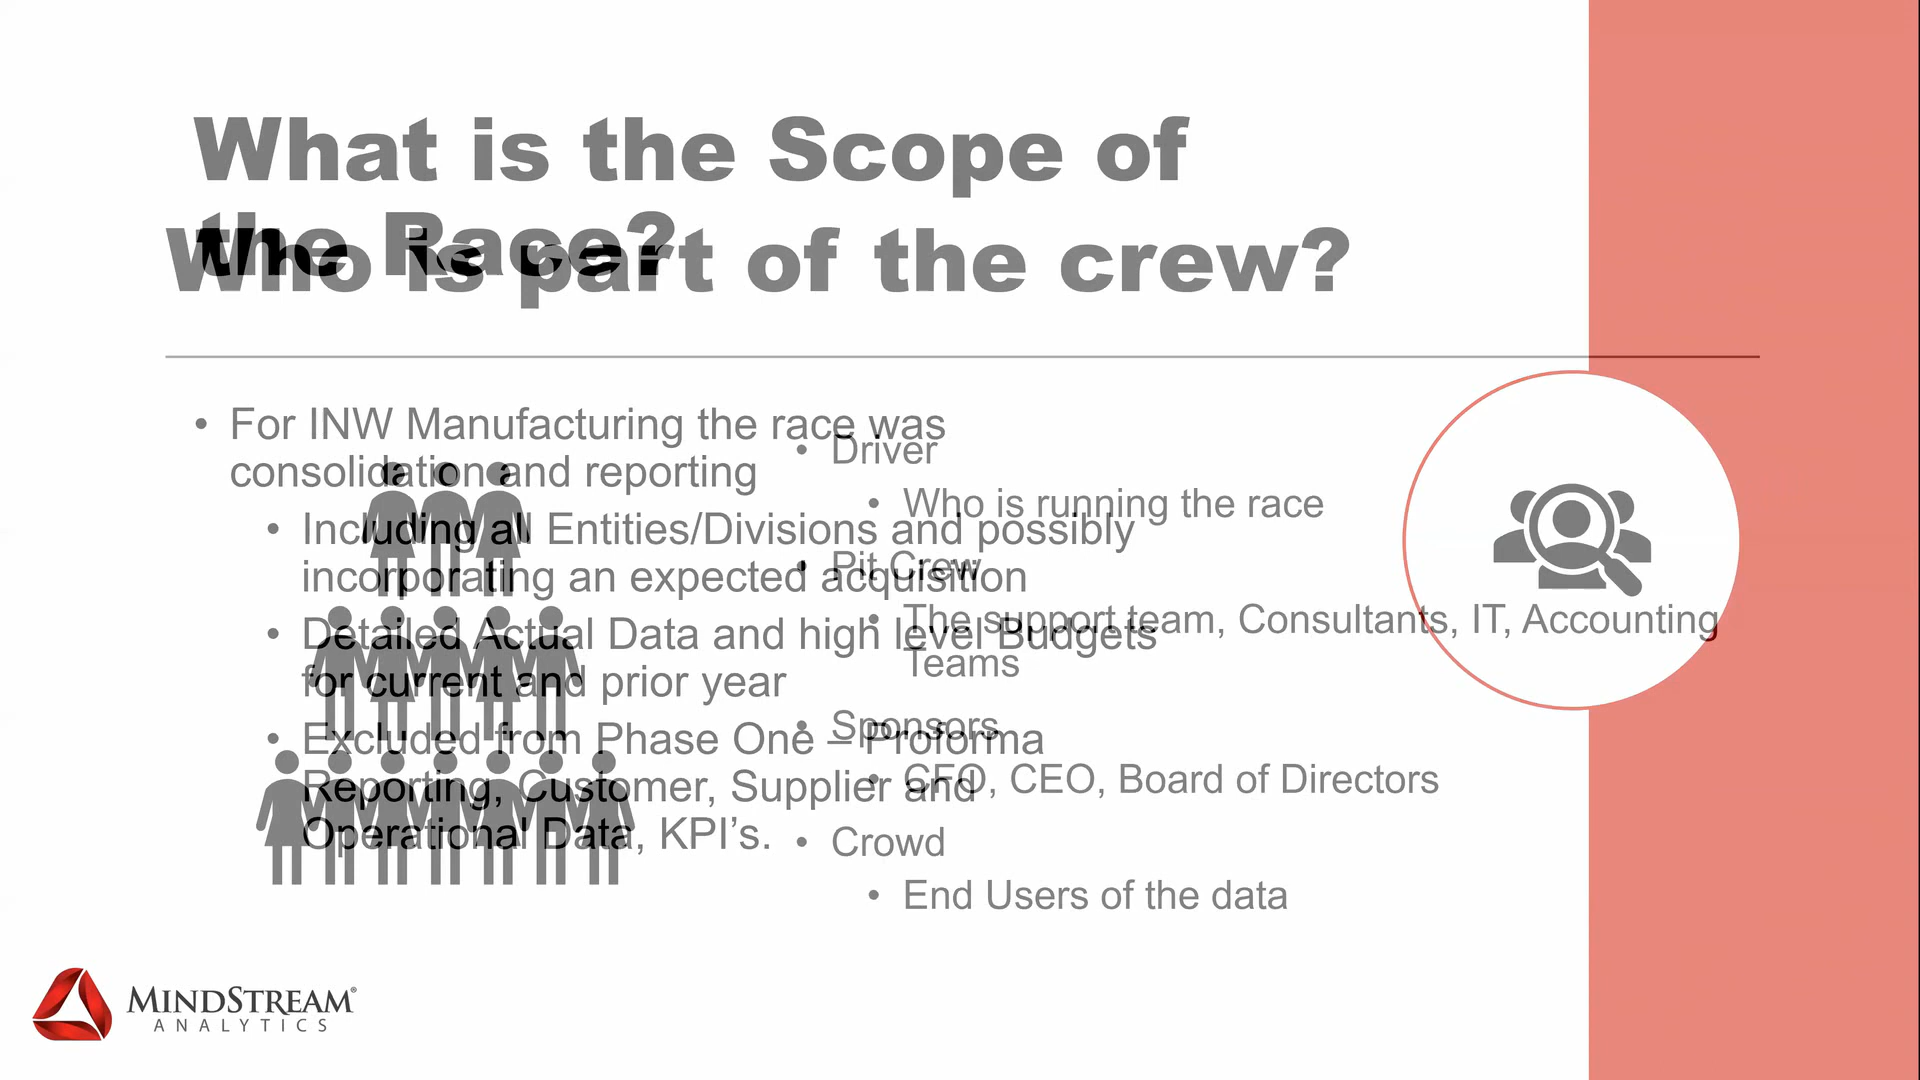 What is the Scope of
the Race?
Who is part of the crew?
• For INW Manufacturing the race was
consolidation and reporting
• Including all Entities/Divisions and possibly
incorporating an expected acquisition
• Detailed Actual Data and high level Budgets
for current and prior year
• Excluded from Phase One – Proforma
Reporting, Customer, Supplier and
Operational Data, KPI’s.
• Driver
• Who is running the race
• Pit Crew
• The support team, Consultants, IT, Accounting
Teams
• Sponsors
• CFO, CEO, Board of Directors
• Crowd
• End Users of the data
MINDSTREAM®
ANALYTICS